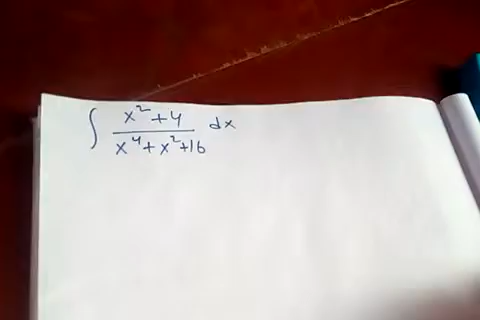 ∫ (x² + 4)/(x⁴ + x² + 16) dx